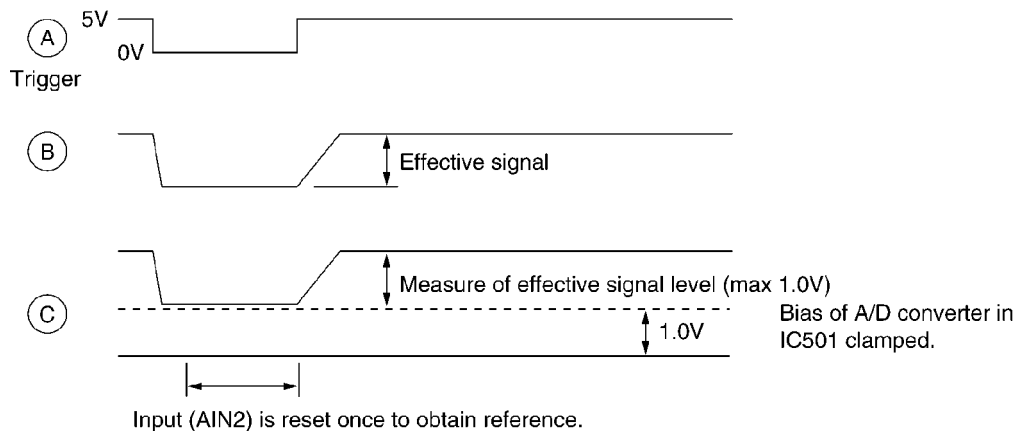 A
5V
0V
Trigger
B
Effective signal
C
Measure of effective signal level (max 1.0V)
1.0V
Bias of A/D converter in
IC501 clamped.
Input (AIN2) is reset once to obtain reference.